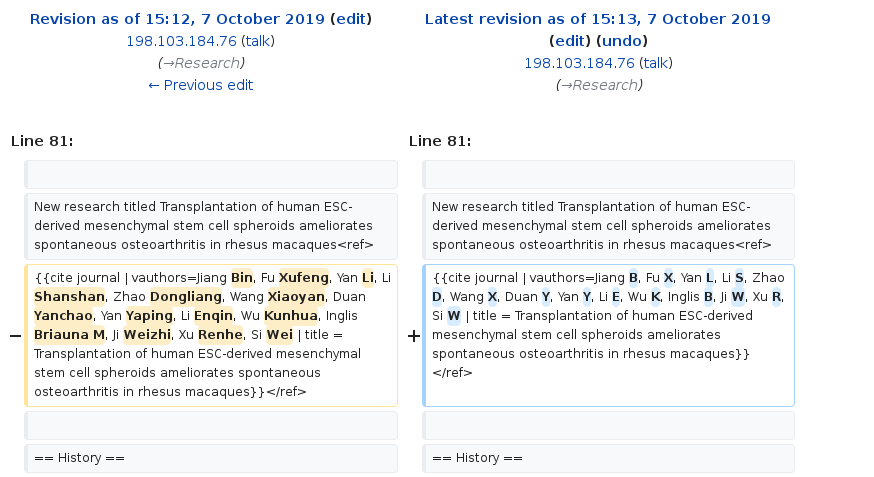 Revision as of 15:12, 7 October 2019 (edit)
198.103.184.76 (talk)
(→Research)
← Previous edit
Latest revision as of 15:13, 7 October 2019
(edit) (undo)
198.103.184.76 (talk)
(→Research)
Line 81:
Line 81:
New research titled Transplantation of human ESC-
derived mesenchymal stem cell spheroids ameliorates
spontaneous osteoarthritis in rhesus macaques<ref>
New research titled Transplantation of human ESC-
derived mesenchymal stem cell spheroids ameliorates
spontaneous osteoarthritis in rhesus macaques<ref>
−
{{cite journal | vauthors=Jiang Bin, Fu Xufeng, Yan Li, Li
Shanshan, Zhao Dongliang, Wang Xiaoyan, Duan
Yanchao, Yan Yaping, Li Enqin, Wu Kunhua, Inglis
Briauna M, Ji Weizhi, Xu Renhe, Si Wei | title =
Transplantation of human ESC-derived mesenchymal
stem cell spheroids ameliorates spontaneous
osteoarthritis in rhesus macaques}}</ref>
+
{{cite journal | vauthors=Jiang B, Fu X, Yan L, Li S, Zhao
D, Wang X, Duan Y, Yan Y, Li E, Wu K, Inglis B, Ji W, Xu R,
Si W | title = Transplantation of human ESC-derived
mesenchymal stem cell spheroids ameliorates
spontaneous osteoarthritis in rhesus macaques}}
</ref>
== History ==
== History ==